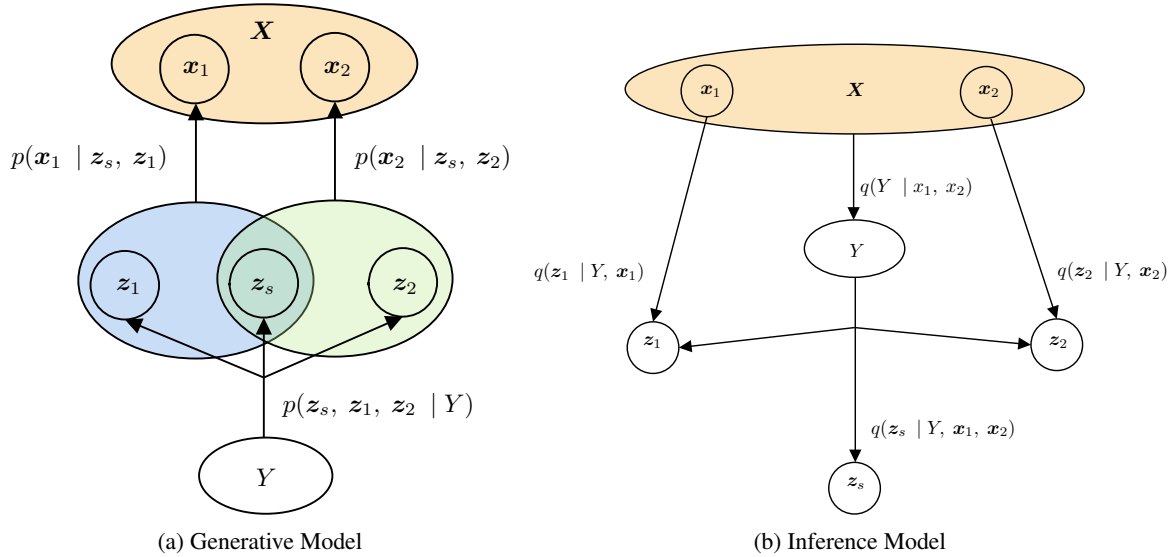 X
x₁ x₂
p(x₁ | zₛ, z₁) p(x₂ | zₛ, z₂)
z₁ zₛ z₂
p(zₛ, z₁, z₂ | Y)
Y
(a) Generative Model
x₁ X x₂
q(Y | x₁, x₂)
Y
q(z₁ | Y, x₁) q(z₂ | Y, x₂)
z₁ z₂
q(zₛ | Y, x₁, x₂)
zₛ
(b) Inference Model